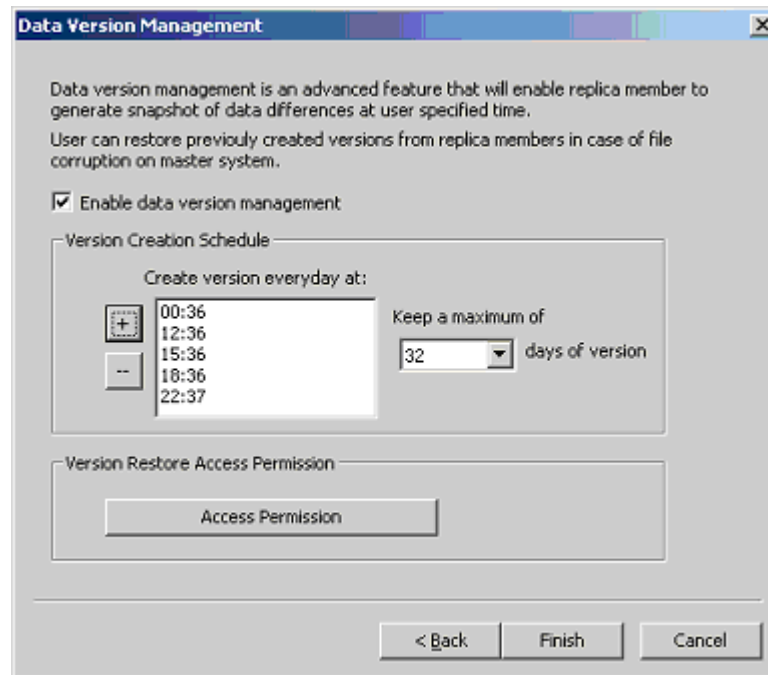 Data Version Management
Data version management is an advanced feature that will enable replica member to
generate snapshot of data differences at user specified time.
User can restore previouly created versions from replica members in case of file
corruption on master system.
Enable data version management
Version Creation Schedule
Create version everyday at:
+
--
00:36
12:36
15:36
18:36
22:37
Keep a maximum of
32
days of version
Version Restore Access Permission
Access Permission
< Back
Finish
Cancel